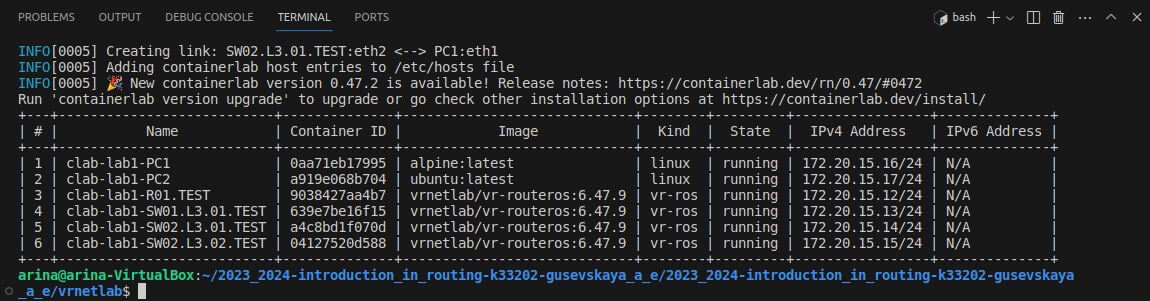 PROBLEMS OUTPUT DEBUG CONSOLE TERMINAL PORTS bash
INFO[0005] Creating link: SW02.L3.01.TEST:eth2 <--> PC1:eth1
INFO[0005] Adding containerlab host entries to /etc/hosts file
INFO[0005] 🎉 New containerlab version 0.47.2 is available! Release notes: https://containerlab.dev/rn/0.47/#0472
Run 'containerlab version upgrade' to upgrade or go check other installation options at https://containerlab.dev/install/
+---+---------------------------+--------------+----------------------------+--------+---------+-----------------+--------------+
| # | Name | Container ID | Image | Kind | State | IPv4 Address | IPv6 Address |
+---+---------------------------+--------------+----------------------------+--------+---------+-----------------+--------------+
| 1 | clab-lab1-PC1 | 0aa71eb17995 | alpine:latest | linux | running | 172.20.15.16/24 | N/A |
| 2 | clab-lab1-PC2 | a919e068b704 | ubuntu:latest | linux | running | 172.20.15.17/24 | N/A |
| 3 | clab-lab1-R01.TEST | 9038427aa4b7 | vrnetlab/vr-routeros:6.47.9 | vr-ros | running | 172.20.15.12/24 | N/A |
| 4 | clab-lab1-SW01.L3.01.TEST | 639e7be16f15 | vrnetlab/vr-routeros:6.47.9 | vr-ros | running | 172.20.15.13/24 | N/A |
| 5 | clab-lab1-SW02.L3.01.TEST | a4c8bd1f070d | vrnetlab/vr-routeros:6.47.9 | vr-ros | running | 172.20.15.14/24 | N/A |
| 6 | clab-lab1-SW02.L3.02.TEST | 04127520d588 | vrnetlab/vr-routeros:6.47.9 | vr-ros | running | 172.20.15.15/24 | N/A |
+---+---------------------------+--------------+----------------------------+--------+---------+-----------------+--------------+
arina@arina-VirtualBox:~/2023_2024-introduction_in_routing-k33202-gusevskaya_a_e/2023_2024-introduction_in_routing-k33202-gusevskaya
_a_e/vrnetlab$